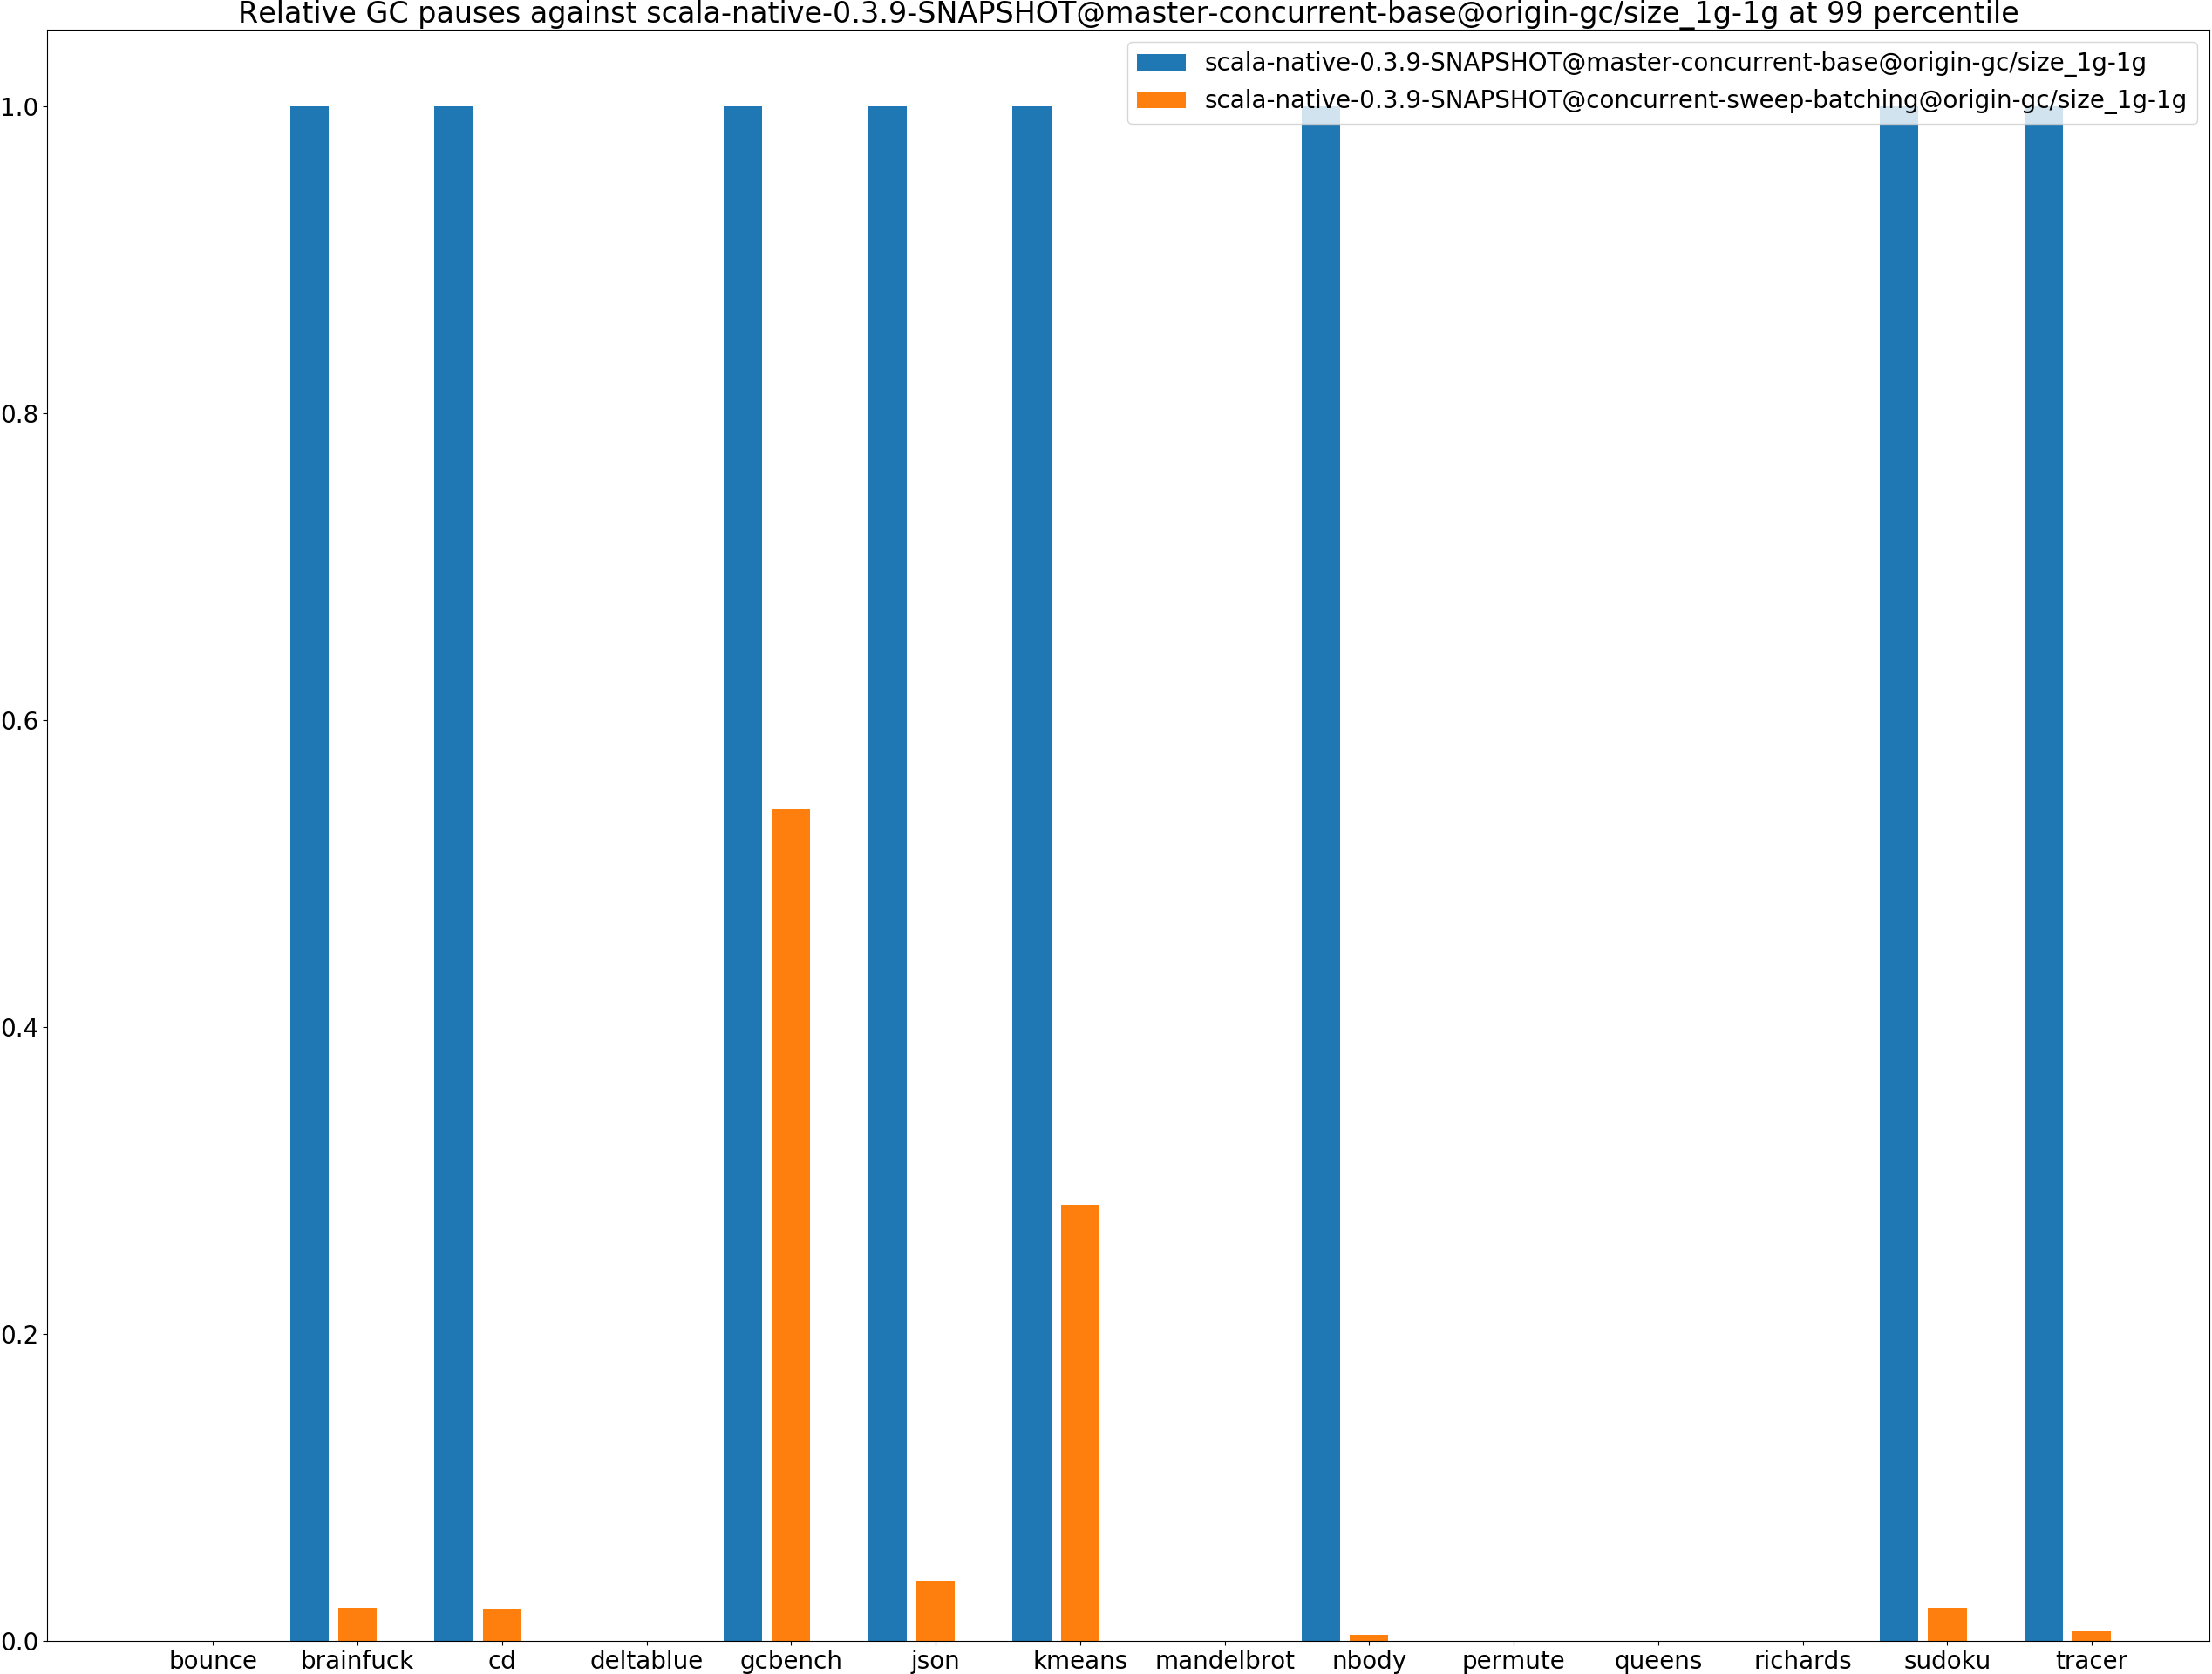 Relative GC pauses against scala-native-0.3.9-SNAPSHOT@master-concurrent-base@origin-gc/size_1g-1g at 99 percentile
scala-native-0.3.9-SNAPSHOT@master-concurrent-base@origin-gc/size_1g-1g
scala-native-0.3.9-SNAPSHOT@concurrent-sweep-batching@origin-gc/size_1g-1g
1.0
0.8
0.6
0.4
0.2
0.0
bounce brainfuck cd deltablue gcbench json kmeans mandelbrot nbody permute queens richards sudoku tracer